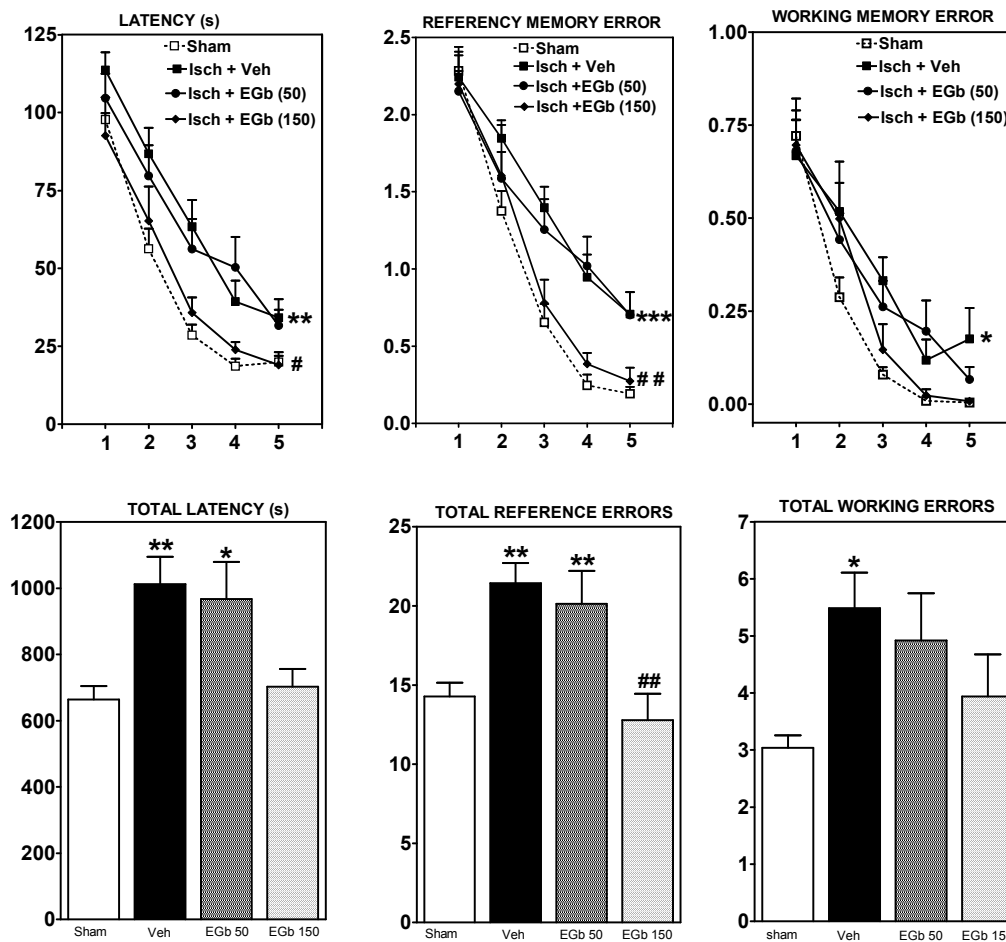 LATENCY (s)
125
100
75
50
25
0
Sham
Isch + Veh
Isch + EGb (50)
Isch + EGb (150)
**
#
1 2 3 4 5
REFERENCY MEMORY ERROR
2.5
2.0
1.5
1.0
0.5
0.0
Sham
Isch + Veh
Isch +EGb (50)
Isch +EGb (150)
***
# #
1 2 3 4 5
WORKING MEMORY ERROR
1.00
0.75
0.50
0.25
0.00
Sham
Isch + Veh
Isch + EGb (50)
Isch + EGb (150)
*
1 2 3 4 5
TOTAL LATENCY (s)
1200
1000
800
600
400
200
0
** *
Sham Veh EGb 50 EGb 150
TOTAL REFERENCE ERRORS
25
20
15
10
5
0
** **
##
Sham Veh EGb 50 EGb 150
TOTAL WORKING ERRORS
7
6
5
4
3
2
1
0
*
sham Veh EGb 50 EGb 15